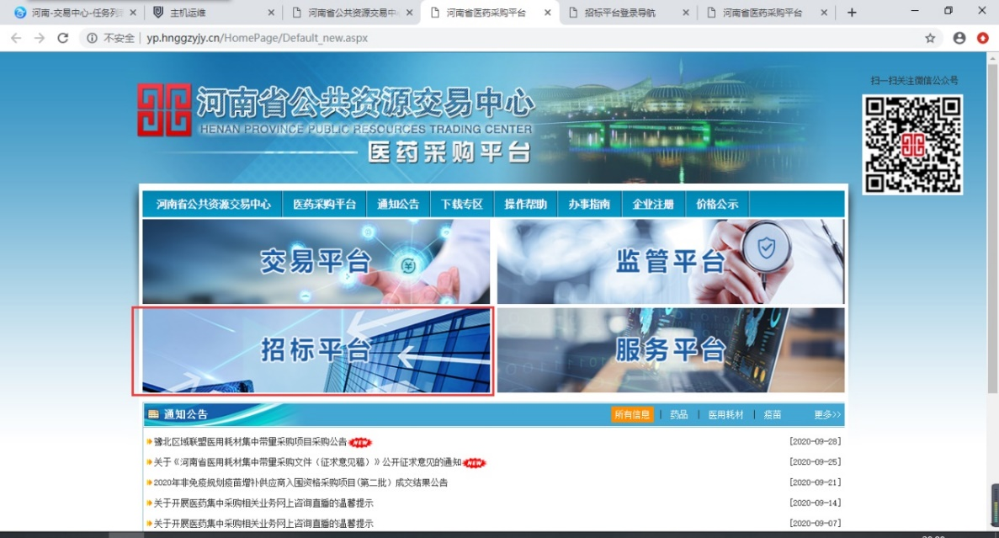 河南-交易中心-任务列
主机运维
河南省公共资源交易中
河南省医药采购平台
招标平台登录导航
河南省医药采购平台
不安全 | yp.hnggzyjy.cn/HomePage/Default_new.aspx
扫一扫关注微信公众号
河南省公共资源交易中心
HENAN PROVINCE PUBLIC RESOURCES TRADING CENTER
医药采购平台
河南省公共资源交易中心 医药采购平台 通知公告 下载专区 操作帮助 办事指南 企业注册 价格公示
交易平台
监管平台
招标平台
服务平台
通知公告
所有信息 | 药品 | 医用耗材 | 疫苗 更多>>
豫北区域联盟医用耗材集中带量采购项目采购公告 NEW [2020-09-28]
关于《河南省医用耗材集中带量采购文件（征求意见稿）》公开征求意见的通知 NEW [2020-09-25]
2020年非免疫规划疫苗增补供应商入围资格采购项目(第二批）成交结果公告 [2020-09-21]
关于开展医药集中采购相关业务网上咨询直播的温馨提示 [2020-09-14]
关于开展医药集中采购相关业务网上咨询直播的温馨提示 [2020-09-07]